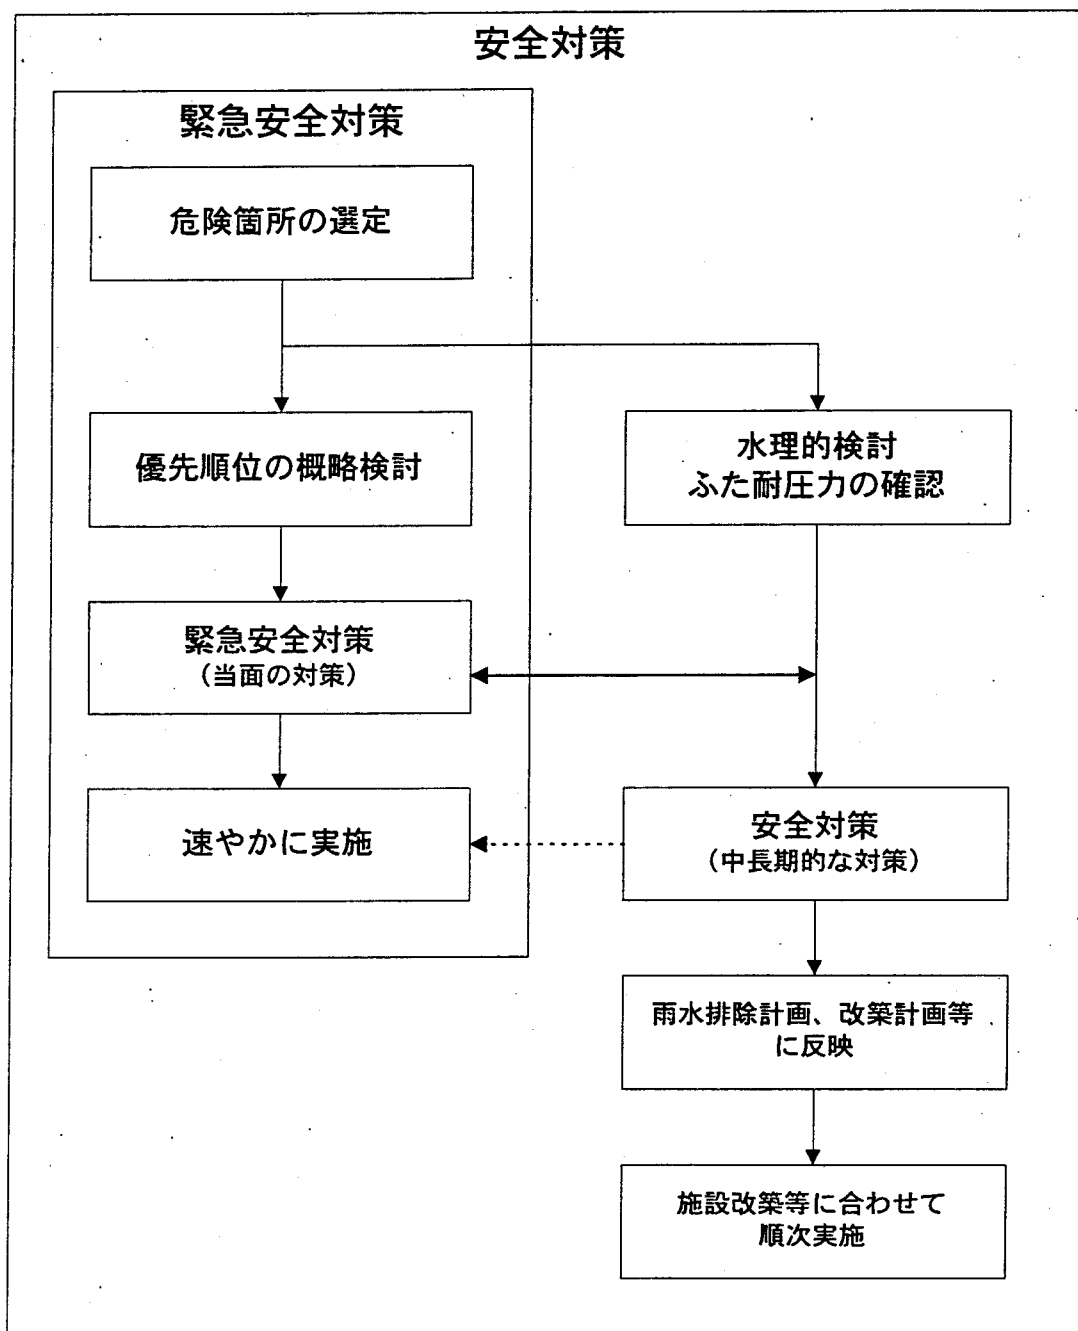 安全対策
緊急安全対策
危険箇所の選定
優先順位の概略検討
緊急安全対策
（当面の対策）
速やかに実施
水理的検討
ふた耐圧力の確認
安全対策
（中長期的な対策）
雨水排除計画、改築計画等
に反映
施設改築等に合わせて
順次実施